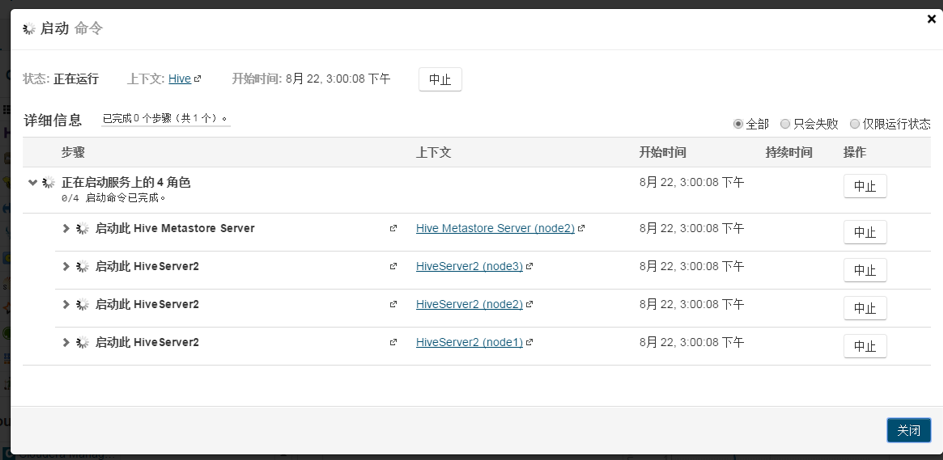 启动 命令
状态: 正在运行 上下文: Hive 开始时间: 8月 22, 3:00:08 下午 中止
详细信息 已完成 0 个步骤（共 1 个）。
全部 只会失败 仅限运行状态
步骤 上下文 开始时间 持续时间 操作
正在启动服务上的 4 角色 8月 22, 3:00:08 下午 中止
0/4 启动命令已完成。
启动此 Hive Metastore Server Hive Metastore Server (node2) 8月 22, 3:00:08 下午 中止
启动此 HiveServer2 HiveServer2 (node3) 8月 22, 3:00:08 下午 中止
启动此 HiveServer2 HiveServer2 (node2) 8月 22, 3:00:08 下午 中止
启动此 HiveServer2 HiveServer2 (node1) 8月 22, 3:00:08 下午 中止
关闭